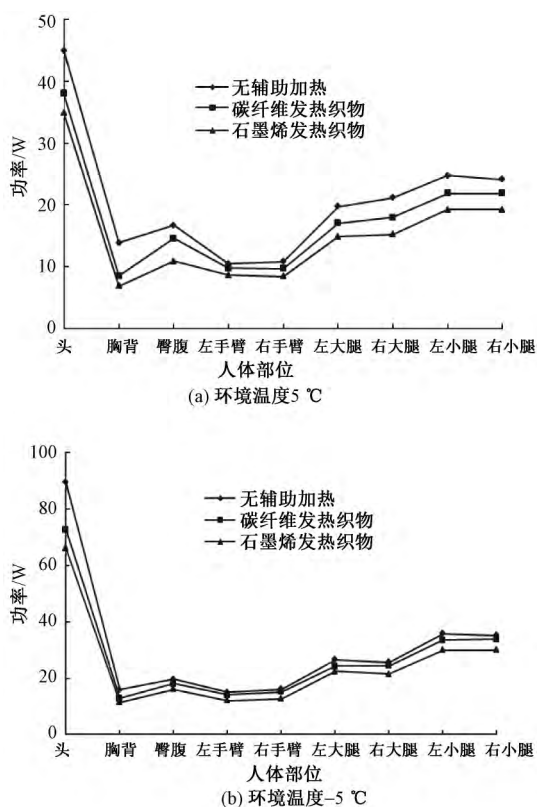 50
40
30
20
10
0
功率/W
无辅助加热
碳纤维发热织物
石墨烯发热织物
头 胸背 臀腹 左手臂 右手臂 左大腿 右大腿 左小腿 右小腿
人体部位
(a) 环境温度5 ℃
100
80
60
40
20
0
功率/W
无辅助加热
碳纤维发热织物
石墨烯发热织物
头 胸背 臀腹 左手臂 右手臂 左大腿 右大腿 左小腿 右小腿
人体部位
(b) 环境温度–5 ℃